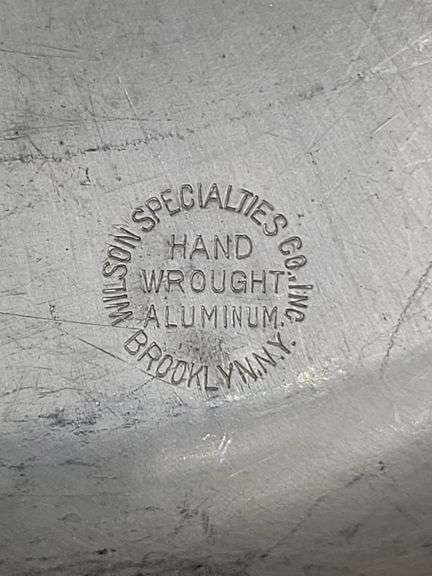 WILSON SPECIALTIES CO., INC.
HAND
WROUGHT
ALUMINUM.
BROOKLYN.N.Y.